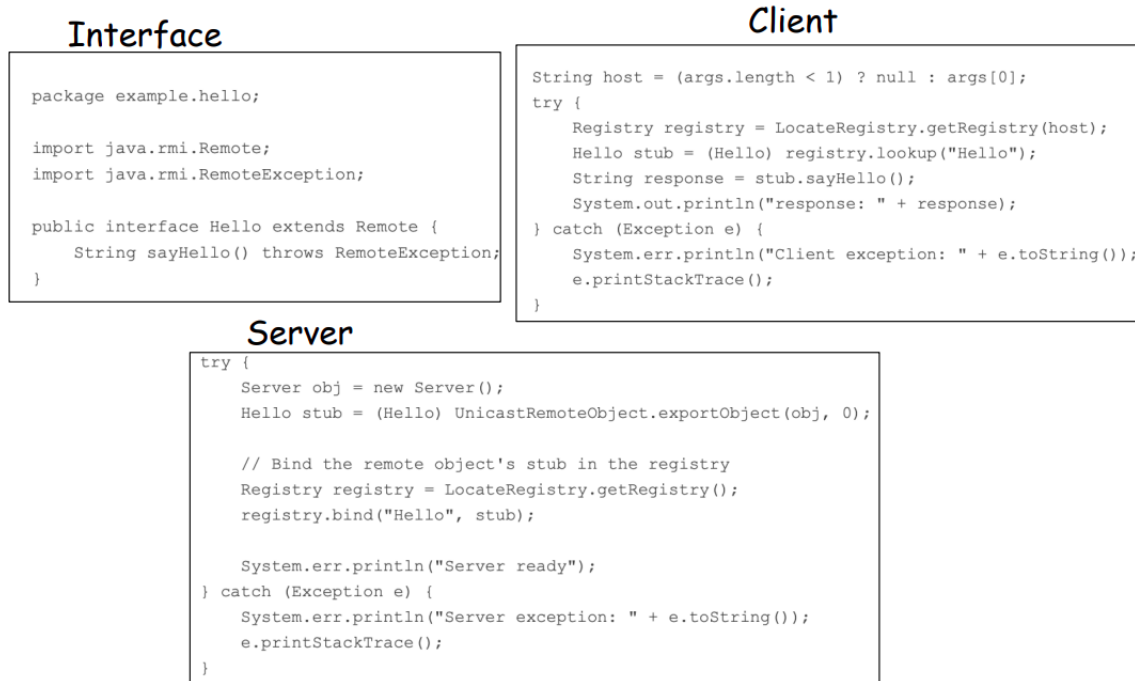 Interface
package example.hello;
import java.rmi.Remote;
import java.rmi.RemoteException;
public interface Hello extends Remote {
    String sayHello() throws RemoteException;
}
Client
String host = (args.length < 1) ? null : args[0];
try {
    Registry registry = LocateRegistry.getRegistry(host);
    Hello stub = (Hello) registry.lookup("Hello");
    String response = stub.sayHello();
    System.out.println("response: " + response);
} catch (Exception e) {
    System.err.println("Client exception: " + e.toString());
    e.printStackTrace();
}
Server
try {
    Server obj = new Server();
    Hello stub = (Hello) UnicastRemoteObject.exportObject(obj, 0);
    // Bind the remote object's stub in the registry
    Registry registry = LocateRegistry.getRegistry();
    registry.bind("Hello", stub);
    System.err.println("Server ready");
} catch (Exception e) {
    System.err.println("Server exception: " + e.toString());
    e.printStackTrace();
}